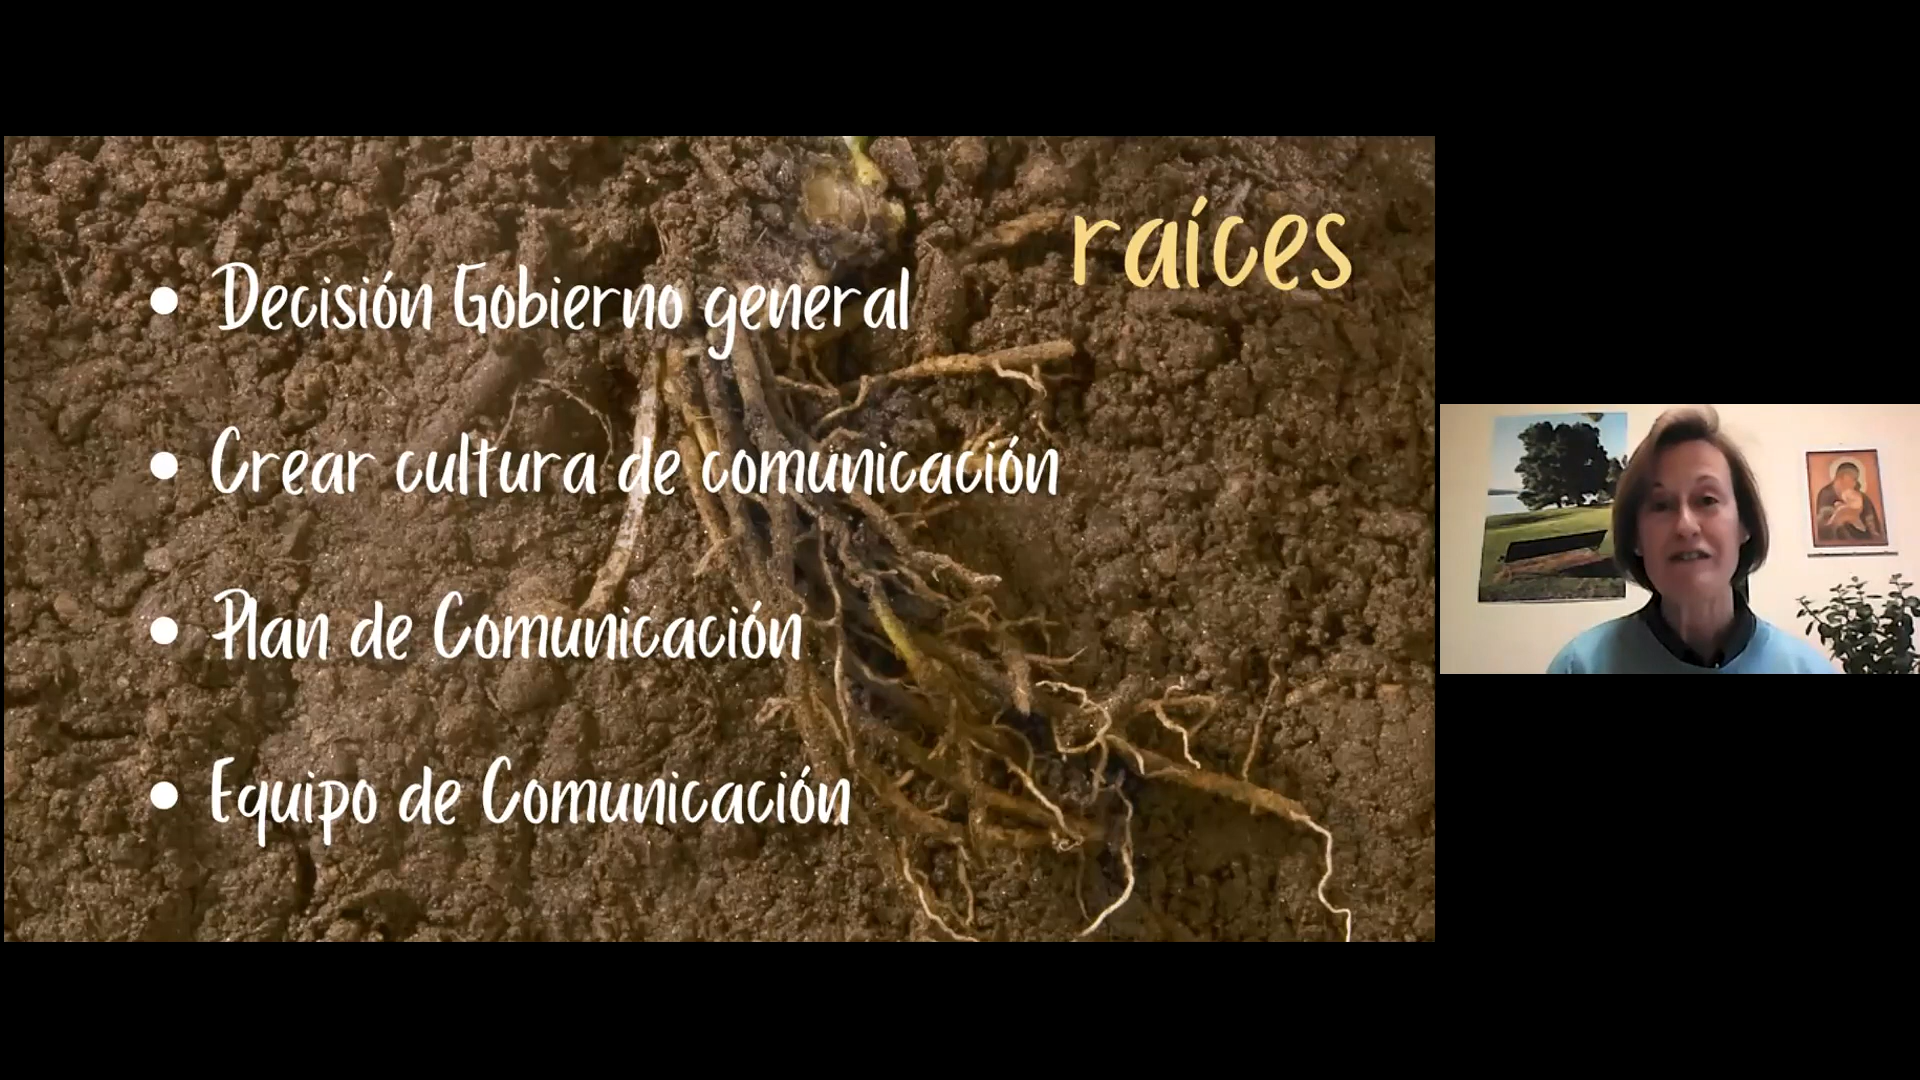 raíces
• Decisión Gobierno general
• Crear cultura de comunicación
• Plan de Comunicación
• Equipo de Comunicación